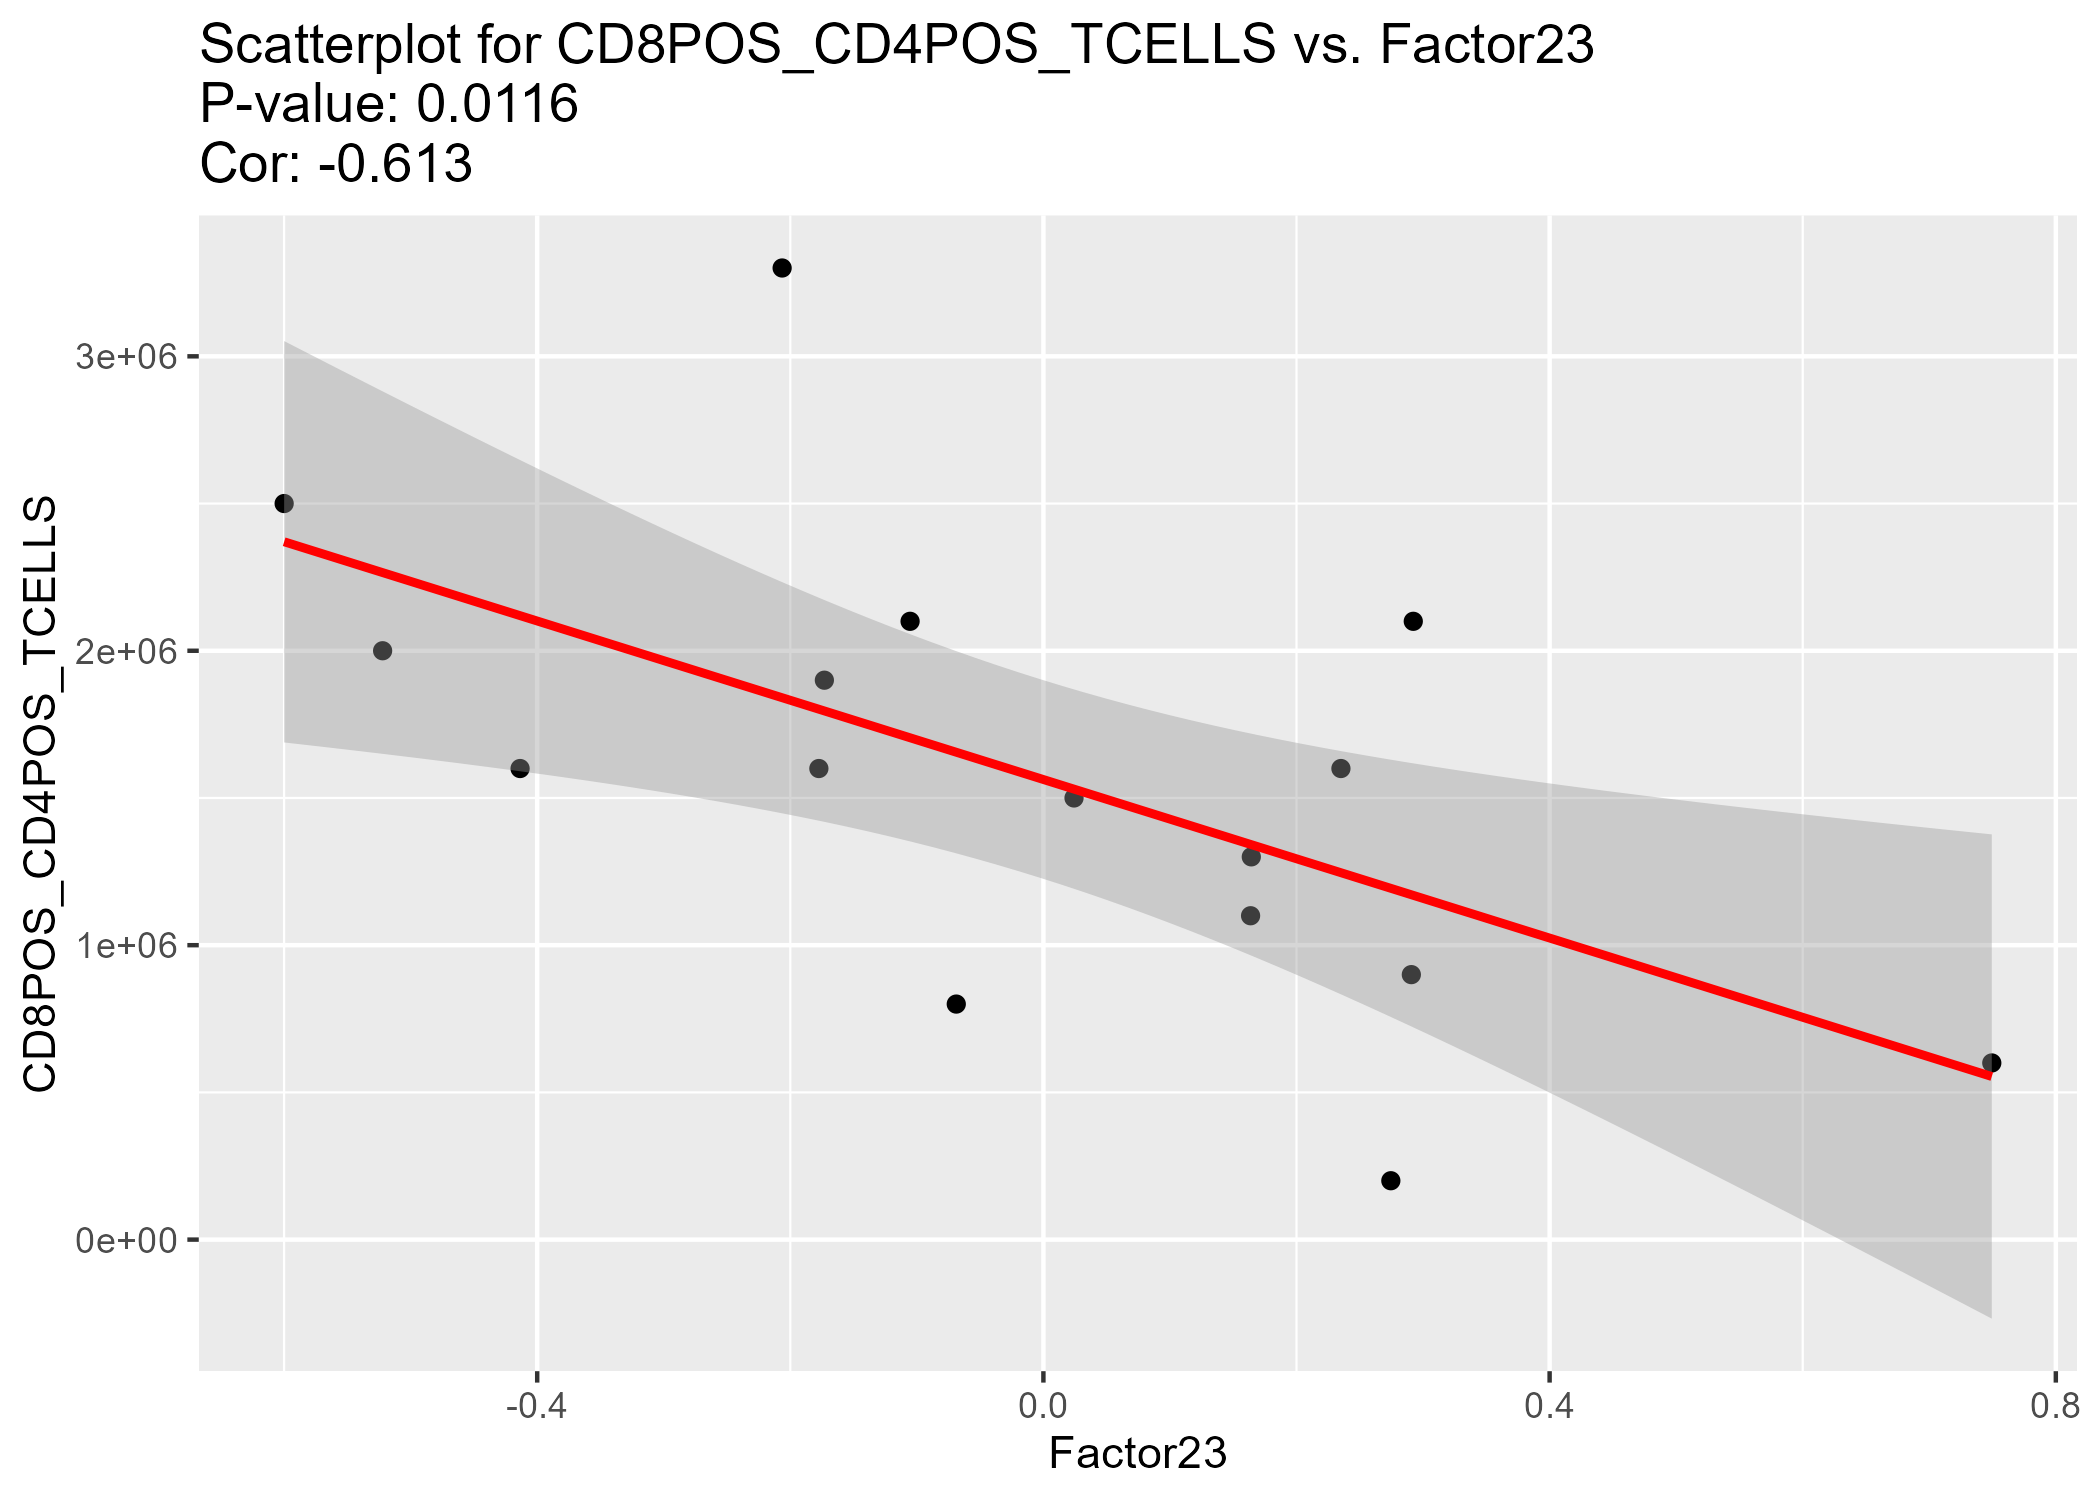 Scatterplot for CD8POS_CD4POS_TCELLS vs. Factor23
P-value: 0.0116
Cor: -0.613
CD8POS_CD4POS_TCELLS
3e+06
2e+06
1e+06
0e+00
-0.4
0.0
0.4
0.8
Factor23